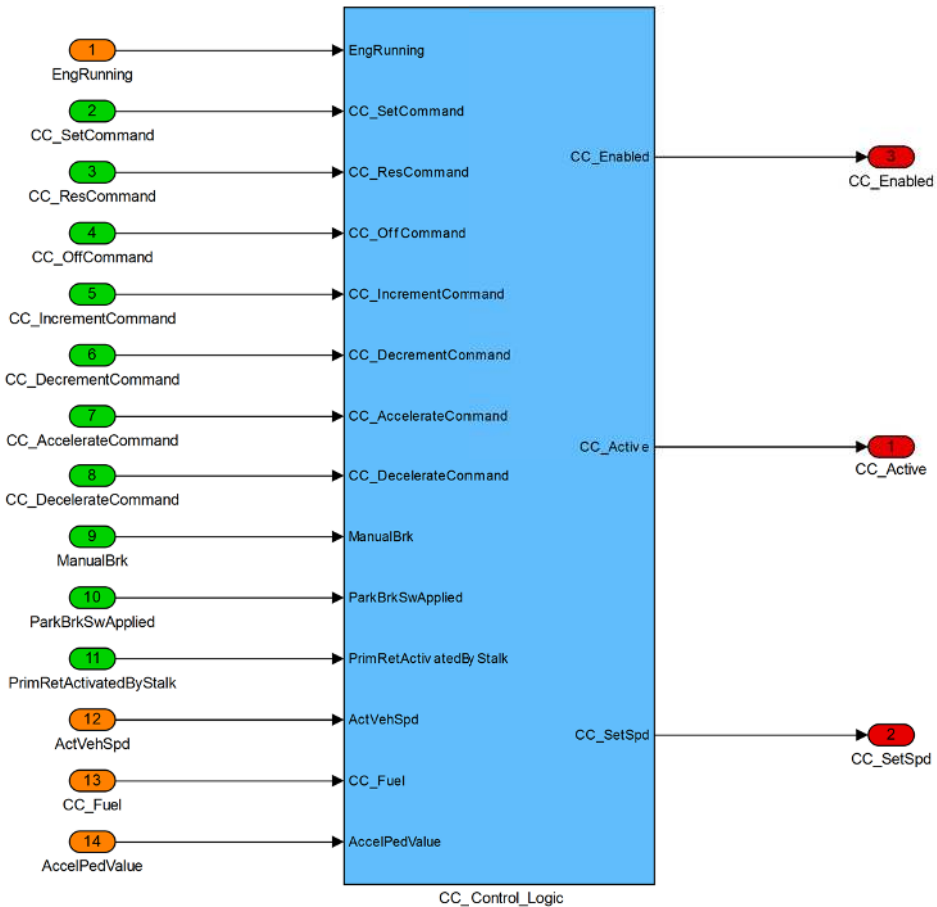 1
EngRunning
EngRunning
2
CC_SetCommand
CC_SetCommand
3
CC_ResCommand
CC_ResCommand
4
CC_OffCommand
CC_OffCommand
5
CC_IncrementCommand
CC_IncrementCommand
6
CC_DecrementCommand
CC_DecrementCommand
7
CC_AccelerateCommand
CC_AccelerateCommand
8
CC_DecelerateCommand
CC_DecelerateCommand
9
ManualBrk
ManualBrk
10
ParkBrkSwApplied
ParkBrkSwApplied
11
PrimRetActivatedByStalk
PrimRetActivatedByStalk
12
ActVehSpd
ActVehSpd
13
CC_Fuel
CC_Fuel
14
AccelPedValue
AccelPedValue
CC_Enabled
3
CC_Enabled
CC_Active
1
CC_Active
CC_SetSpd
2
CC_SetSpd
CC_Control_Logic